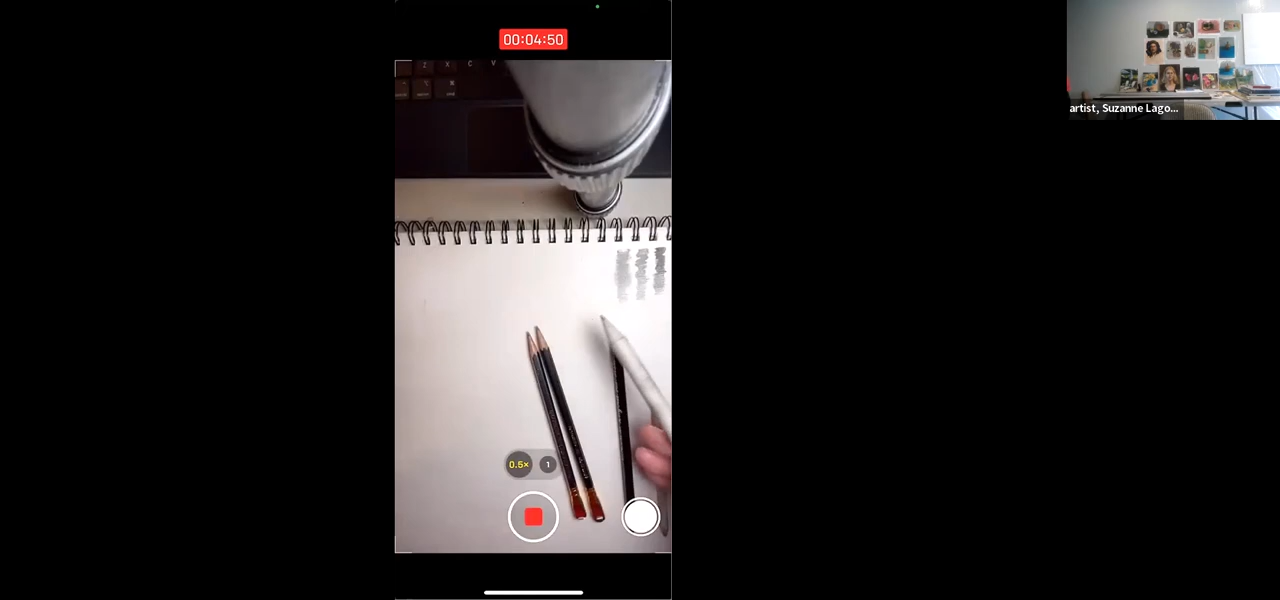 00:04:50
Z X C V
⌘
artist, Suzanne Lago...
0.5×
1